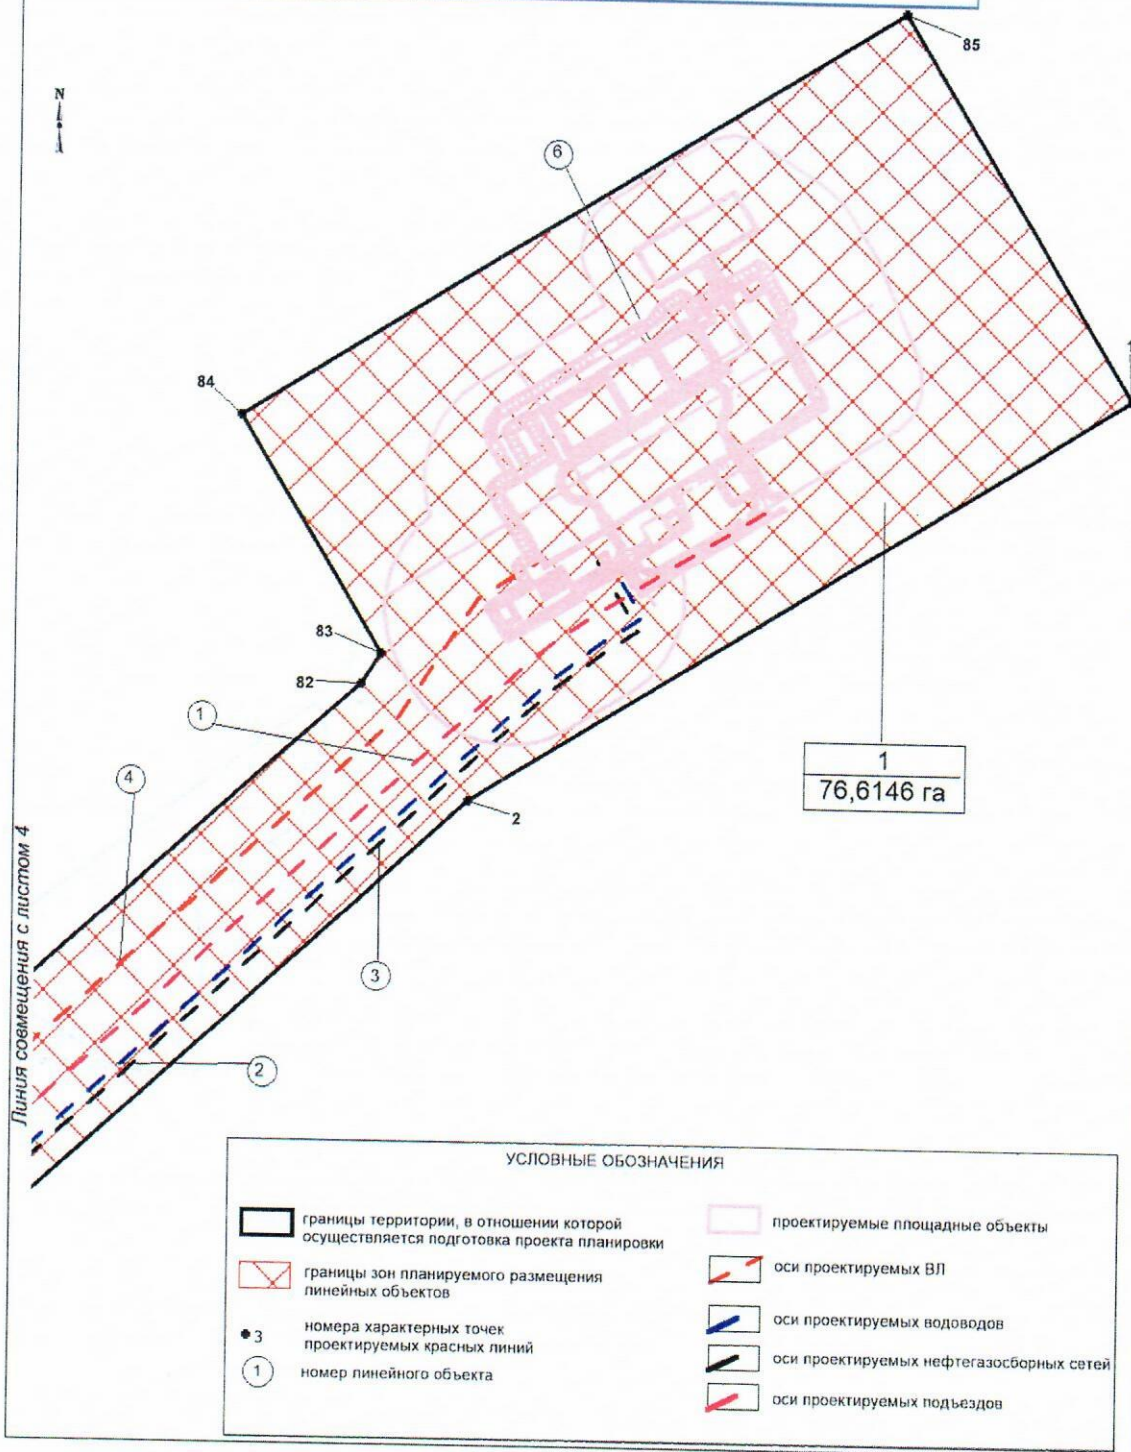 85
N
6
1
84
83
82
1
4
2
1
76,6146 га
Линия совмещения с листом 4
3
2
УСЛОВНЫЕ ОБОЗНАЧЕНИЯ
границы территории, в отношении которой
осуществляется подготовка проекта планировки
границы зон планируемого размещения
линейных объектов
3
номера характерных точек
проектируемых красных линий
1
номер линейного объекта
проектируемые площадные объекты
оси проектируемых ВЛ
оси проектируемых водоводов
оси проектируемых нефтегазосборных сетей
оси проектируемых подъездов